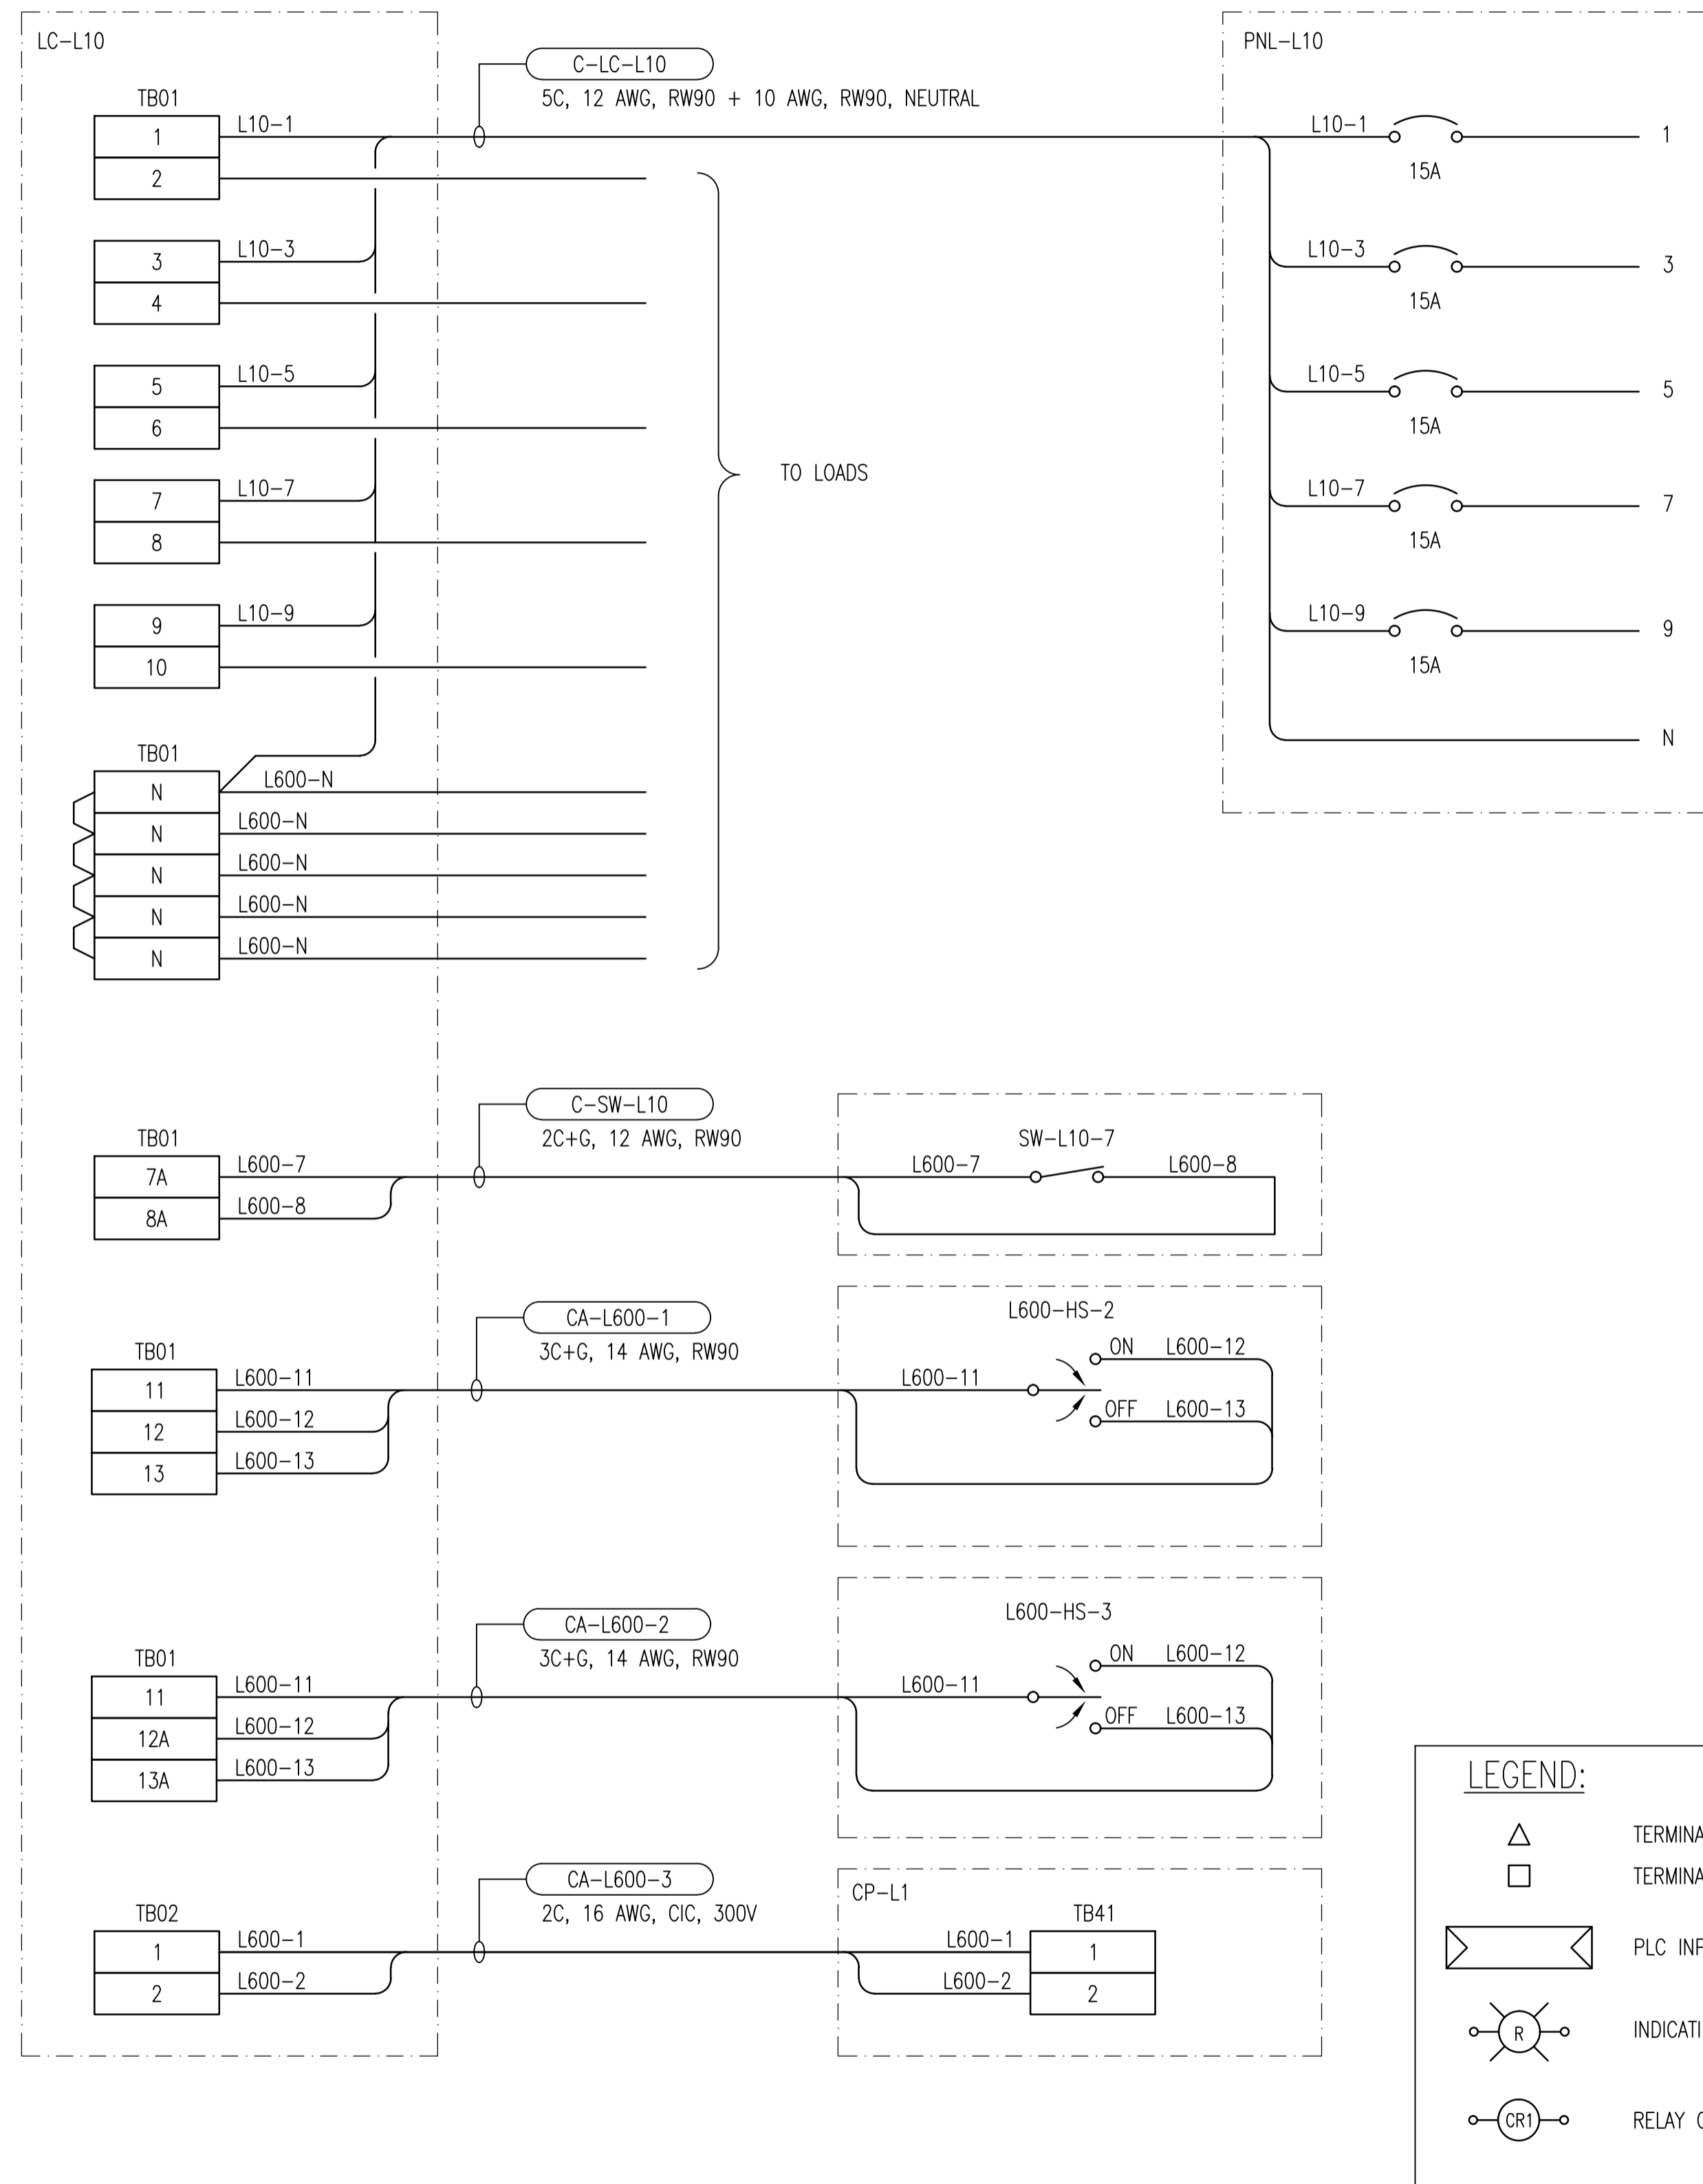 LC-L10
PNL-L10
C-LC-L10
5C, 12 AWG, RW90 + 10 AWG, RW90, NEUTRAL
TB01
1
L10-1
L10-1
15A
1
2
3
L10-3
L10-3
15A
3
4
5
L10-5
L10-5
15A
5
6
TO LOADS
7
L10-7
L10-7
15A
7
8
9
L10-9
L10-9
15A
9
10
N
TB01
N
L600-N
N
L600-N
N
L600-N
N
L600-N
N
L600-N
C-SW-L10
2C+G, 12 AWG, RW90
TB01
7A
L600-7
8A
L600-8
SW-L10-7
L600-7
L600-8
CA-L600-1
3C+G, 14 AWG, RW90
TB01
11
L600-11
12
L600-12
13
L600-13
L600-HS-2
ON
L600-12
L600-11
OFF
L600-13
CA-L600-2
3C+G, 14 AWG, RW90
TB01
11
L600-11
12A
L600-12
13A
L600-13
L600-HS-3
ON
L600-12
L600-11
OFF
L600-13
CA-L600-3
2C, 16 AWG, CIC, 300V
TB02
1
L600-1
2
L600-2
CP-L1
TB41
L600-1
1
L600-2
2
LEGEND:
TERMINA
TERMINA
PLC INP
R
INDICATI
CR1
RELAY